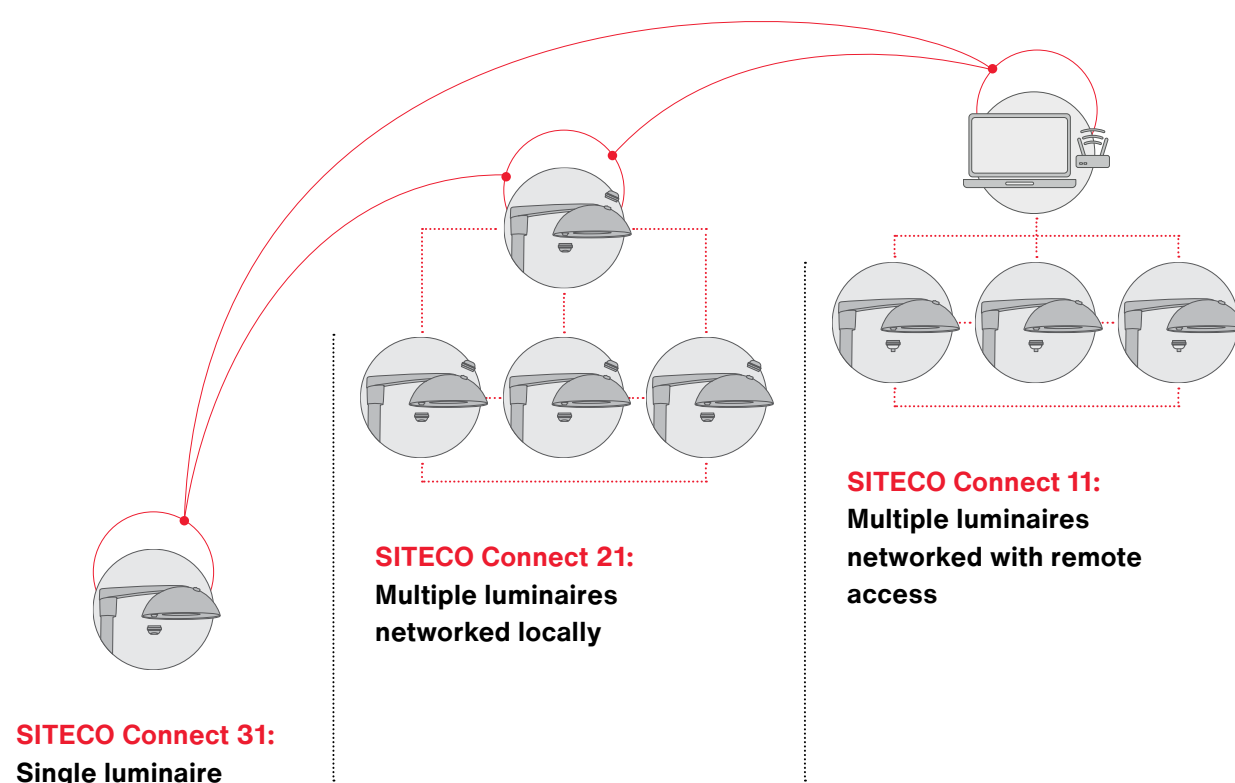 SITECO Connect 11:
Multiple luminaires
networked with remote
access
SITECO Connect 21:
Multiple luminaires
networked locally
SITECO Connect 31:
Single luminaire